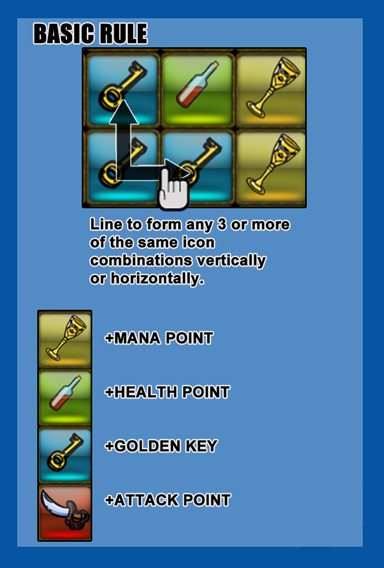 BASIC RULE
Line to form any 3 or more
of the same icon
combinations vertically
or horizontally.
+MANA POINT
+HEALTH POINT
+GOLDEN KEY
+ATTACK POINT